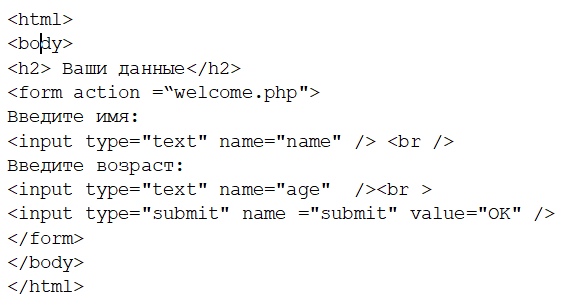 <html>
<body>
<h2> Ваши данные</h2>
<form action =“welcome.php">
Введите имя:
<input type="text" name="name" /> <br />
Введите возраст:
<input type="text" name="age"  /><br >
<input type="submit" name ="submit" value="OK" />
</form>
</body>
</html>